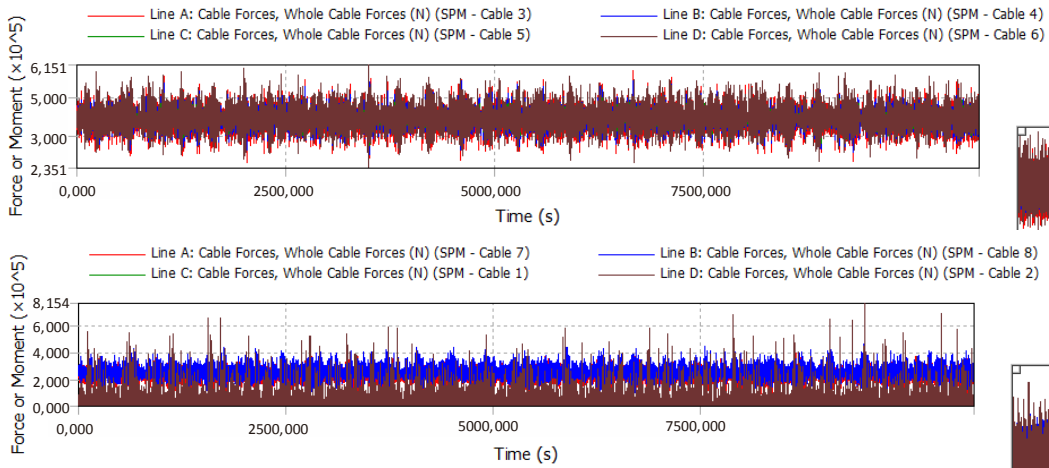 Line A: Cable Forces, Whole Cable Forces (N) (SPM - Cable 3)
Line B: Cable Forces, Whole Cable Forces (N) (SPM - Cable 4)
Line C: Cable Forces, Whole Cable Forces (N) (SPM - Cable 5)
Line D: Cable Forces, Whole Cable Forces (N) (SPM - Cable 6)
Force or Moment (×10^5)
6,151
5,000
3,000
2,351
0,000
2500,000
5000,000
7500,000
Time (s)
Line A: Cable Forces, Whole Cable Forces (N) (SPM - Cable 7)
Line B: Cable Forces, Whole Cable Forces (N) (SPM - Cable 8)
Line C: Cable Forces, Whole Cable Forces (N) (SPM - Cable 1)
Line D: Cable Forces, Whole Cable Forces (N) (SPM - Cable 2)
Force or Moment (×10^5)
8,154
6,000
4,000
2,000
0,000
0,000
2500,000
5000,000
7500,000
Time (s)